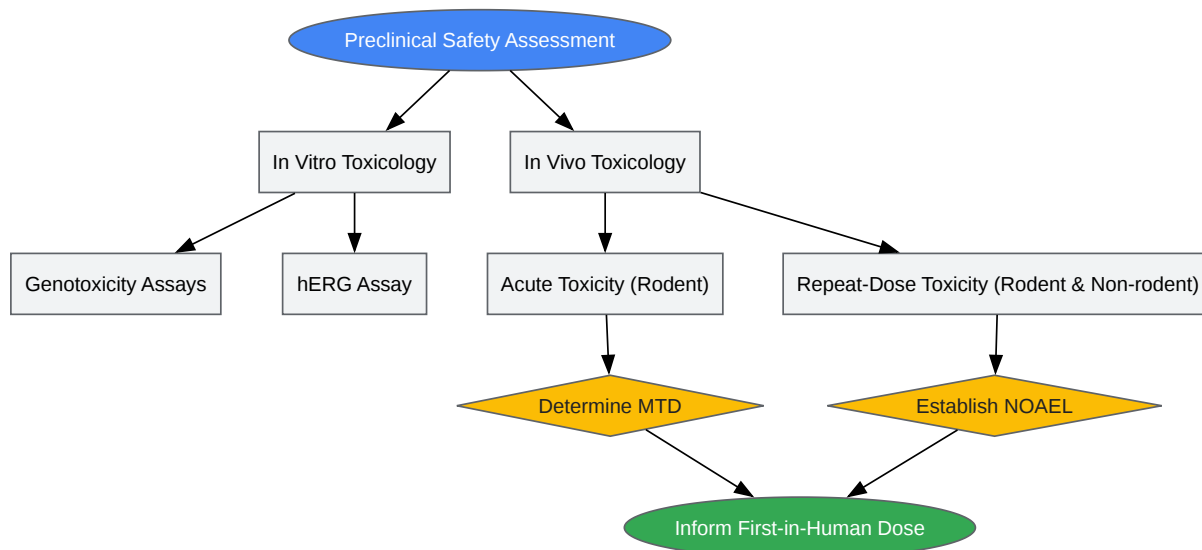 Preclinical Safety Assessment
In Vitro Toxicology
In Vivo Toxicology
Genotoxicity Assays
hERG Assay
Acute Toxicity (Rodent)
Repeat-Dose Toxicity (Rodent & Non-rodent)
Determine MTD
Establish NOAEL
Inform First-in-Human Dose